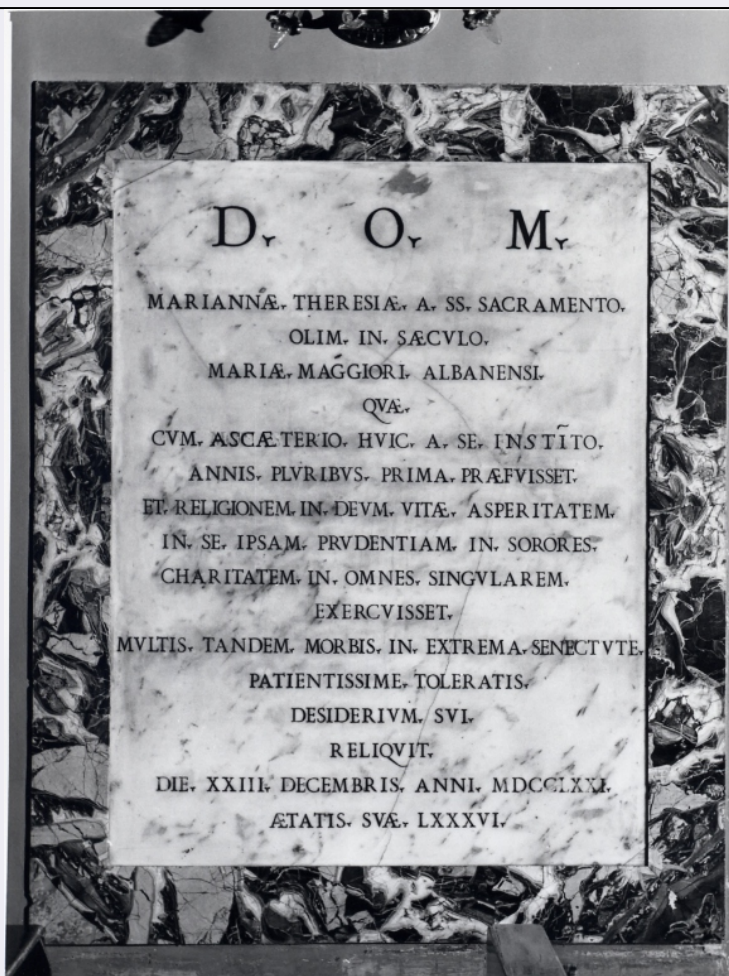 D. O. M.
MARIANNÆ. THERESIÆ. A. SS. SACRAMENTO.
OLIM. IN. SÆCVLO.
MARIÆ. MAGGIORI. ALBANENSI.
QVÆ.
CVM. ASCÆTERIO. HVIC. A. SE. INSTĪTO.
ANNIS. PLVRIBVS. PRIMA. PRÆFVISSET.
ET. RELIGIONEM. IN. DEVM. VITÆ. ASPERITATEM.
IN. SE. IPSAM. PRVDENTIAM. IN. SORORES.
CHARITATEM. IN. OMNES. SINGVLAREM.
EXERCVISSET.
MVLTIS. TANDEM. MORBIS. IN. EXTREMA. SENECTVTE.
PATIENTISSIME. TOLERATIS.
DESIDERIVM. SVI.
RELIQVIT.
DIE. XXIII. DECEMBRIS. ANNI. MDCCLXXI.
ÆTATIS. SVÆ. LXXXVI.